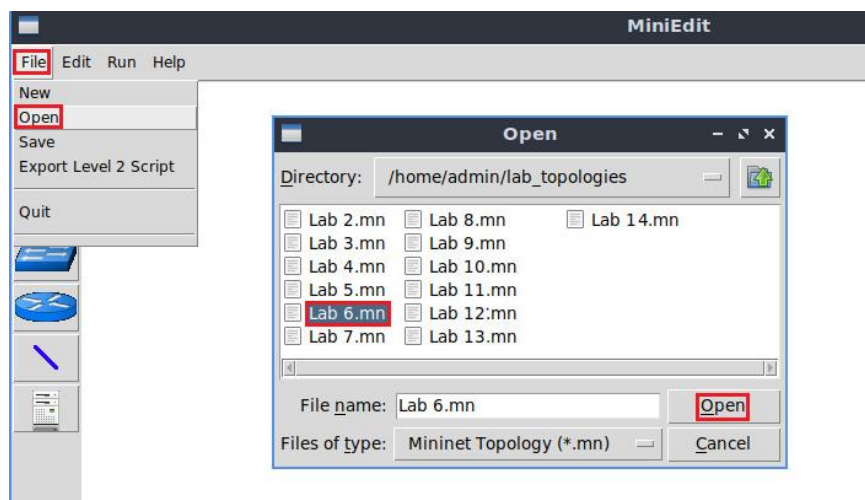 MiniEdit
File Edit Run Help
New
Open
Save
Export Level 2 Script
Quit
Open
Directory: /home/admin/lab_topologies
Lab 2.mn Lab 8.mn Lab 14.mn
Lab 3.mn Lab 9.mn
Lab 4.mn Lab 10.mn
Lab 5.mn Lab 11.mn
Lab 6.mn Lab 12.mn
Lab 7.mn Lab 13.mn
File name: Lab 6.mn Open
Files of type: Mininet Topology (*.mn) Cancel